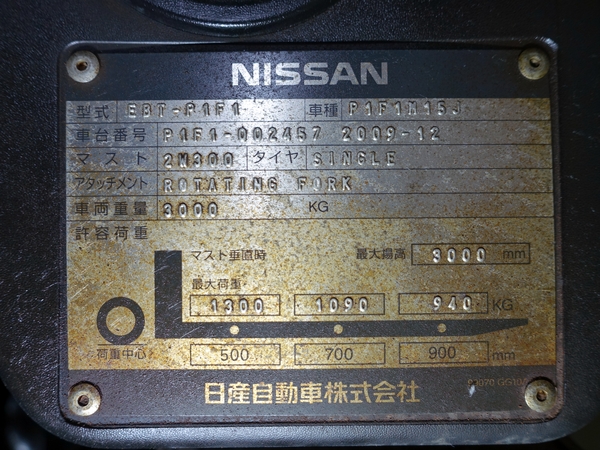 NISSAN
型式 EBT-P1F1 車種 P1F1M15J
車台番号 P1F1-002457 2009-12
マスト 2M300 タイヤ SINGLE
アタッチメント ROTATING FORK
車両重量 3000 KG
許容荷重
マスト垂直時 最大揚高 3000 mm
最大荷重
1300 1090 940 KG
荷重中心 500 700 900 mm
日産自動車株式会社